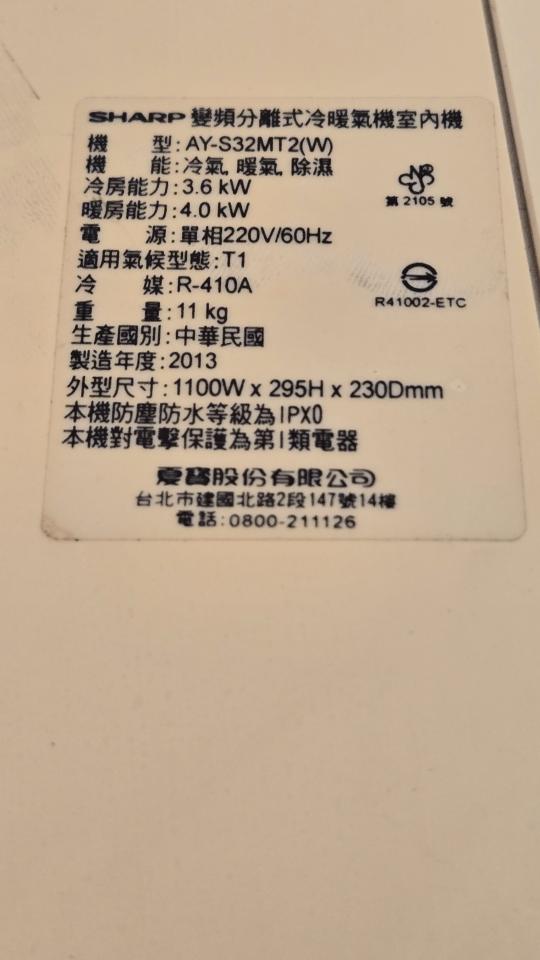 SHARP 變頻分離式冷暖氣機室內機
機 型:AY-S32MT2(W)
機 能:冷氣, 暖氣, 除濕
冷房能力:3.6 kW
第 2105 號
暖房能力:4.0 kW
電 源:單相220V/60Hz
適用氣候型態:T1
冷 媒:R-410A
R41002-ETC
重 量:11 kg
生產國別:中華民國
製造年度:2013
外型尺寸:1100W x 295H x 230Dmm
本機防塵防水等級為IPX0
本機對電擊保護為第I類電器
夏寶股份有限公司
台北市建國北路2段147號14樓
電話:0800-211126